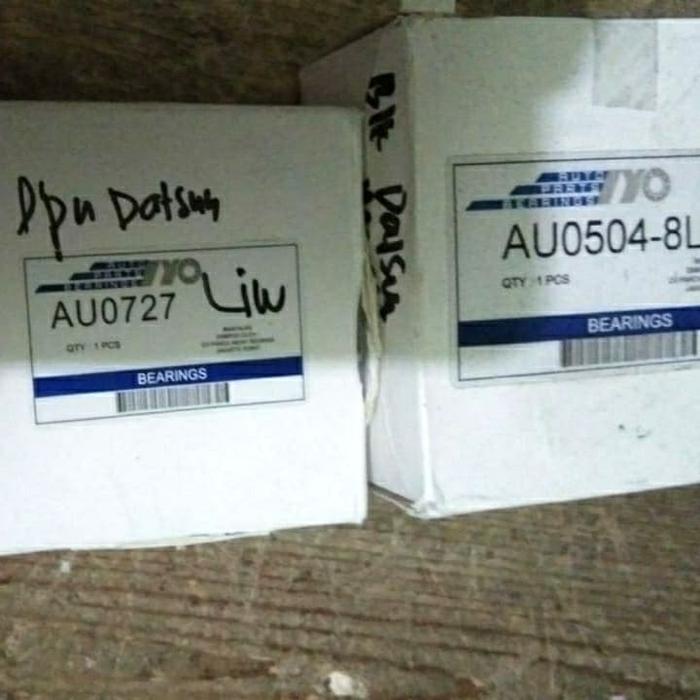 Dpn Datsun
AUTO
PARTS
BEARINGS
IYO
AU0727
Liw
QTY : 1 PCS
BEARINGS
Blk
Datsun
AUTO
PARTS
BEARINGS
IYO
AU0504-8L
QTY : 1 PCS
BEARINGS